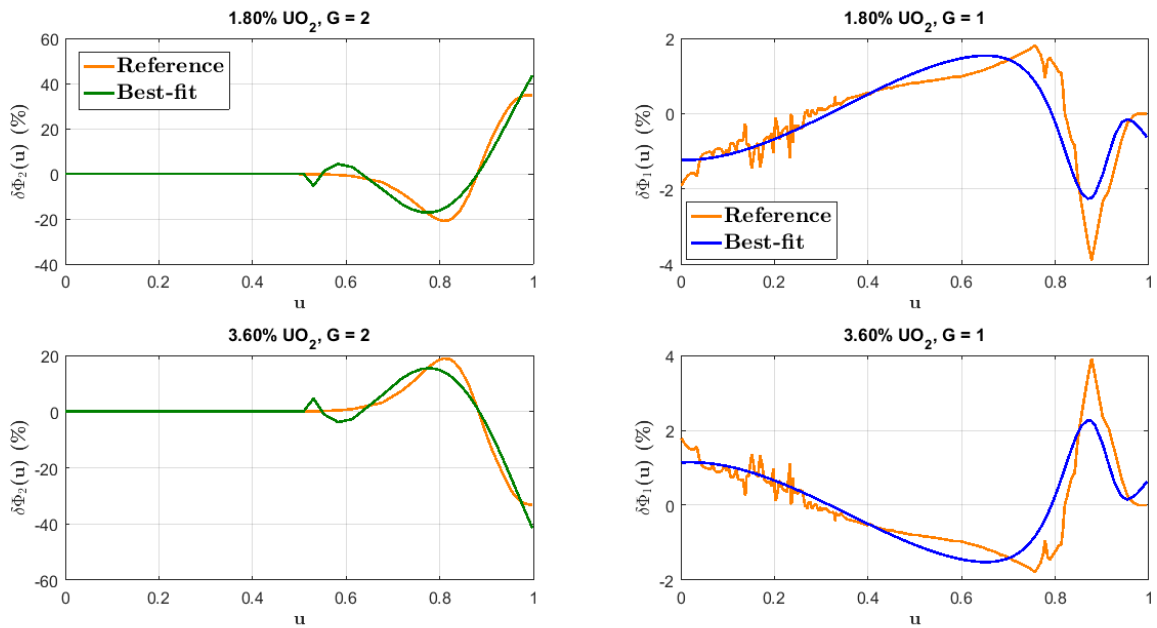 1.80% UO2, G = 2
60
40
20
0
-20
-40
δΦ2(u) (%)
Reference
Best-fit
0 0.2 0.4 0.6 0.8 1
u
1.80% UO2, G = 1
2
0
-2
-4
δΦ1(u) (%)
Reference
Best-fit
0 0.2 0.4 0.6 0.8 1
u
3.60% UO2, G = 2
20
0
-20
-40
-60
δΦ2(u) (%)
0 0.2 0.4 0.6 0.8 1
u
3.60% UO2, G = 1
4
2
0
-2
δΦ1(u) (%)
0 0.2 0.4 0.6 0.8 1
u